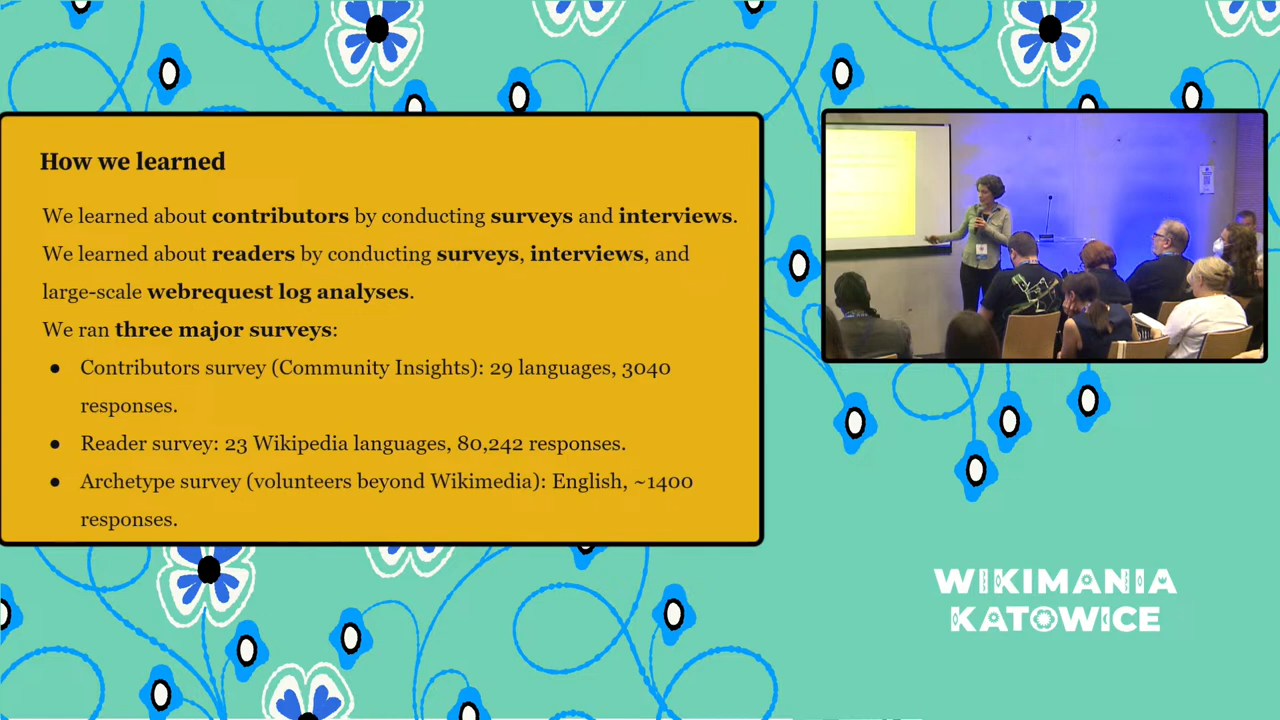 How we learned
We learned about contributors by conducting surveys and interviews.
We learned about readers by conducting surveys, interviews, and
large-scale webrequest log analyses.
We ran three major surveys:
● Contributors survey (Community Insights): 29 languages, 3040
responses.
● Reader survey: 23 Wikipedia languages, 80,242 responses.
● Archetype survey (volunteers beyond Wikimedia): English, ~1400
responses.
WIKIMANIA
KATOWICE